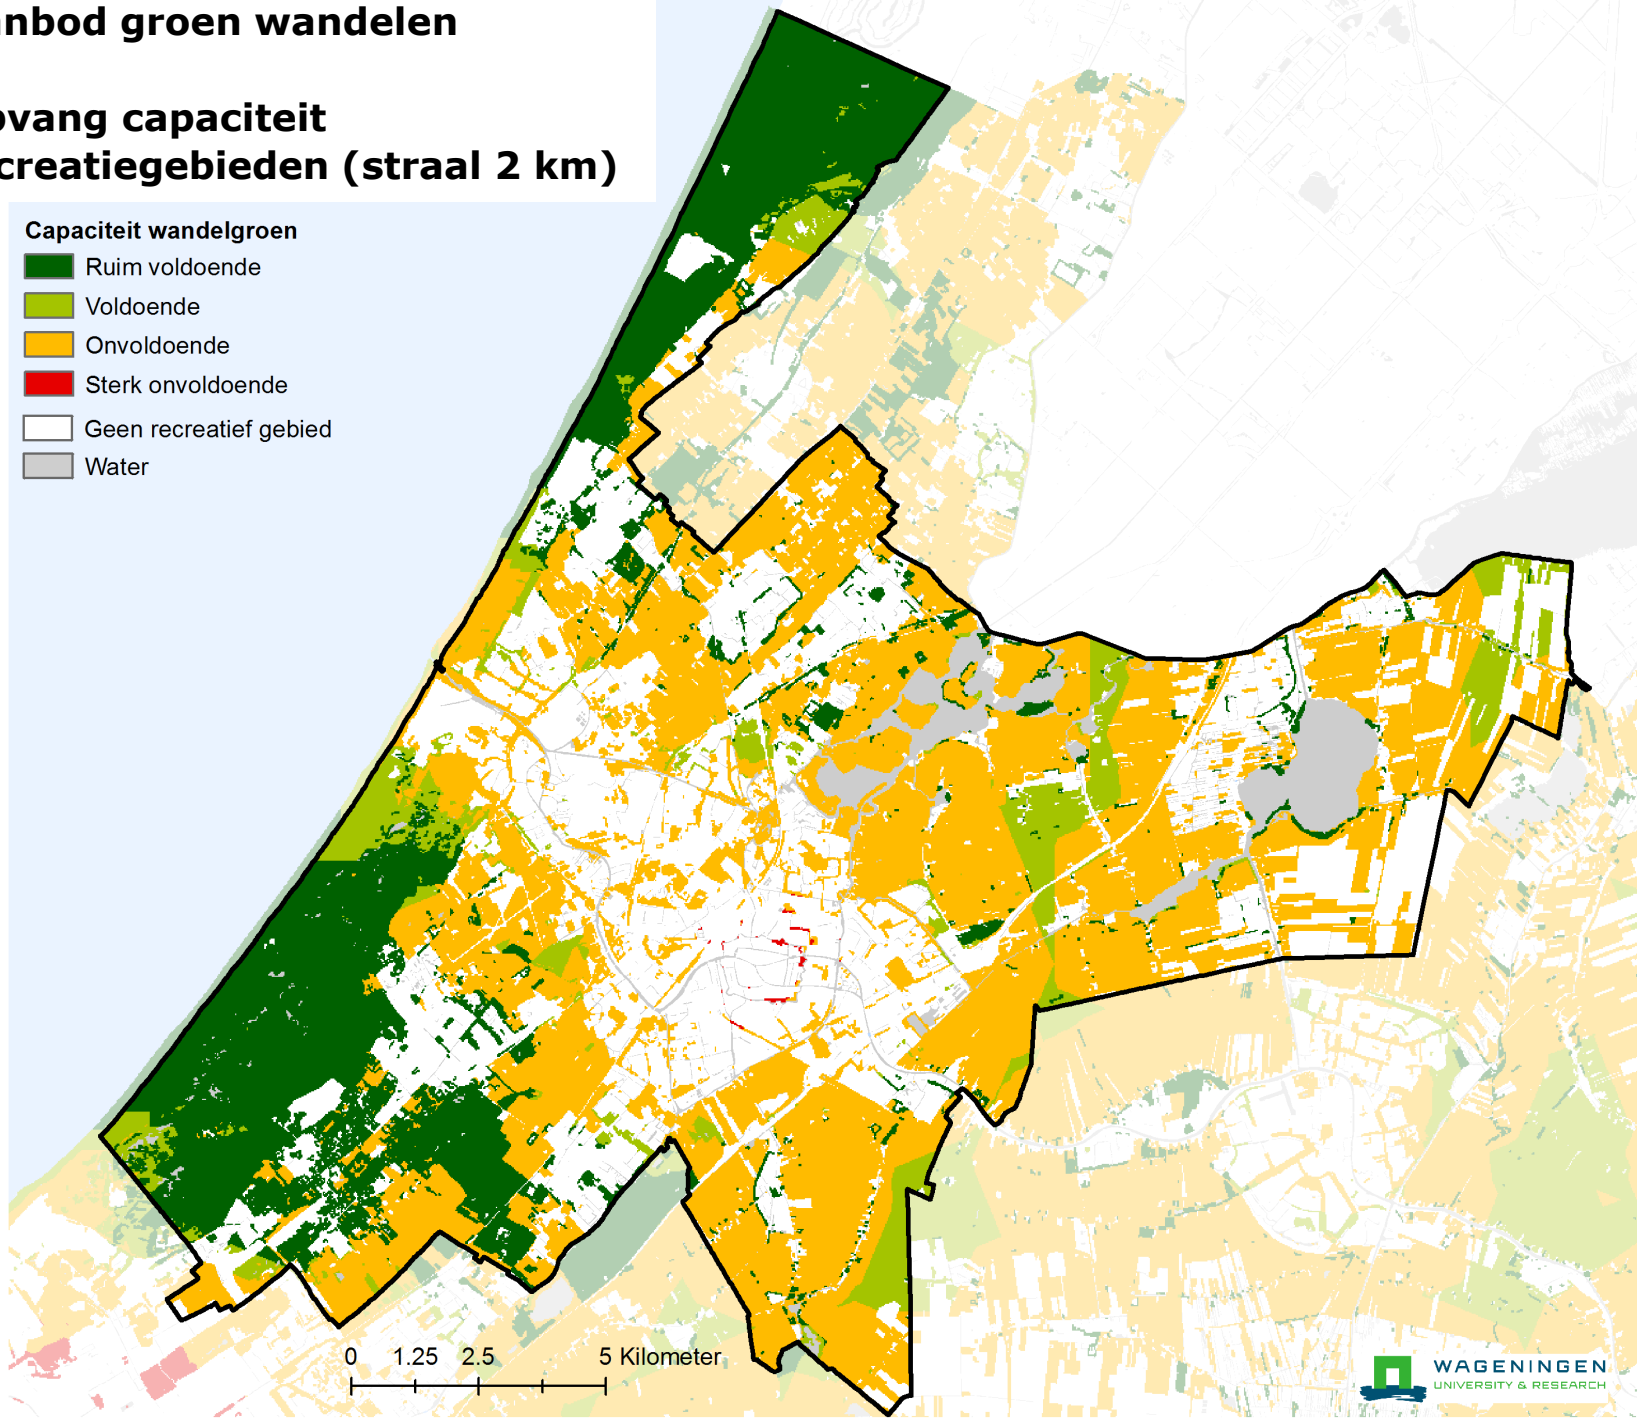 nbod groen wandelen
vang capaciteit
creatiegebieden (straal 2 km)
Capaciteit wandelgroen
Ruim voldoende
Voldoende
Onvoldoende
Sterk onvoldoende
Geen recreatief gebied
Water
0 1.25 2.5 5 Kilometer
WAGENINGEN
UNIVERSITY & RESEARCH